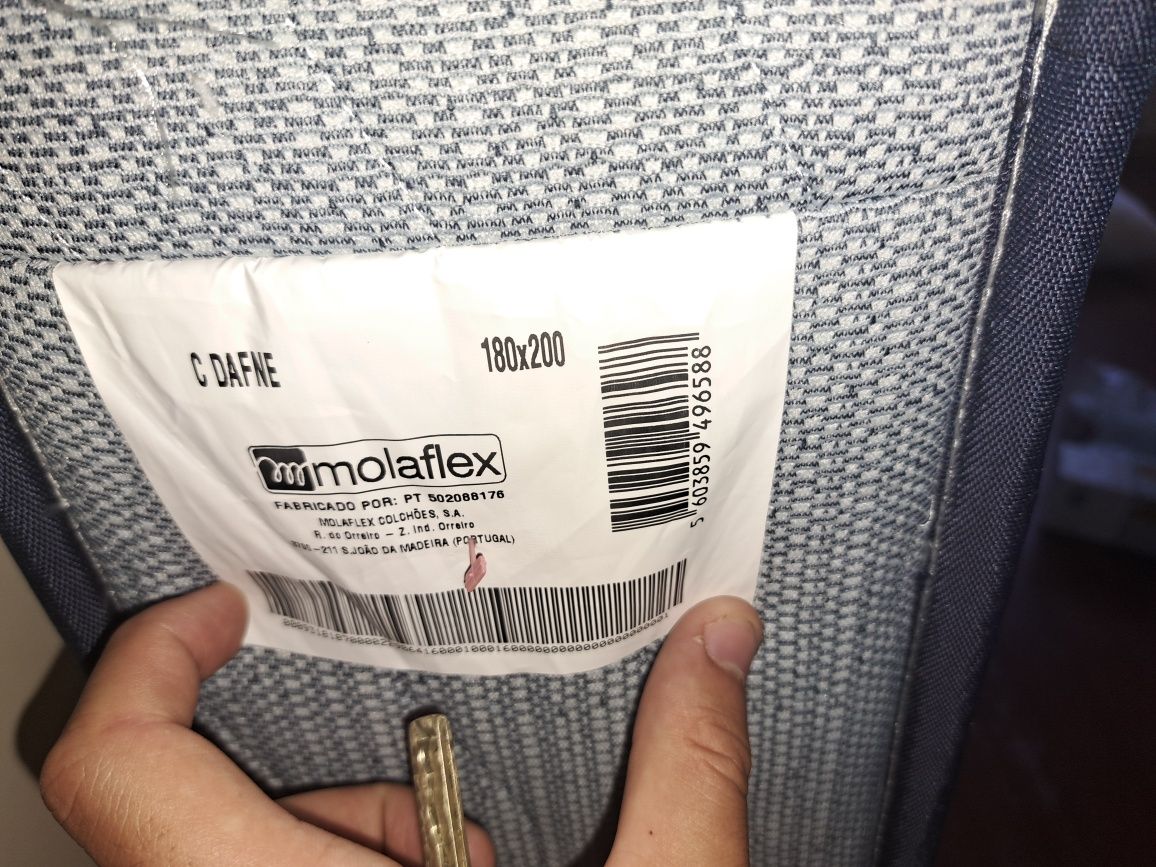 C DAFNE
180x200
5 603859 496588
molaflex
FABRICADO POR: PT 502088176
MOLAFLEX COLCHÕES, S.A.
R. do Orreiro - Z. Ind. Orreiro
-211 S.JOÃO DA MADEIRA (PORTUGAL)